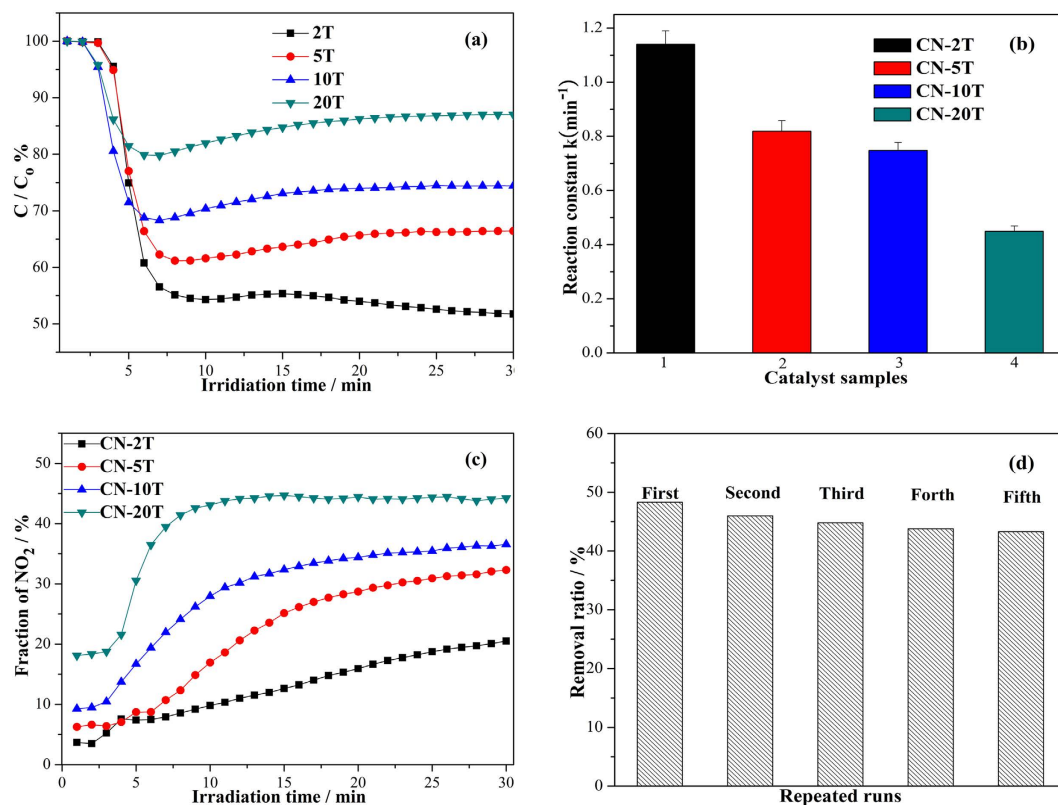 (a)
2T
5T
10T
20T
100
90
80
70
60
50
C / C₀ %
0
5
10
15
20
25
30
Irridiation time / min
(b)
CN-2T
CN-5T
CN-10T
CN-20T
1.2
1.0
0.8
0.6
0.4
0.2
0.0
Reaction constant k(min⁻¹)
1
2
3
4
Catalyst samples
(c)
CN-2T
CN-5T
CN-10T
CN-20T
50
40
30
20
10
0
Fraction of NO₂ / %
0
5
10
15
20
25
30
Irradiation time / min
(d)
60
50
40
30
20
10
0
Removal ratio / %
First
Second
Third
Forth
Fifth
Repeated runs